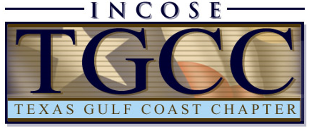 INCOSE
TGCC
TEXAS GULF COAST CHAPTER